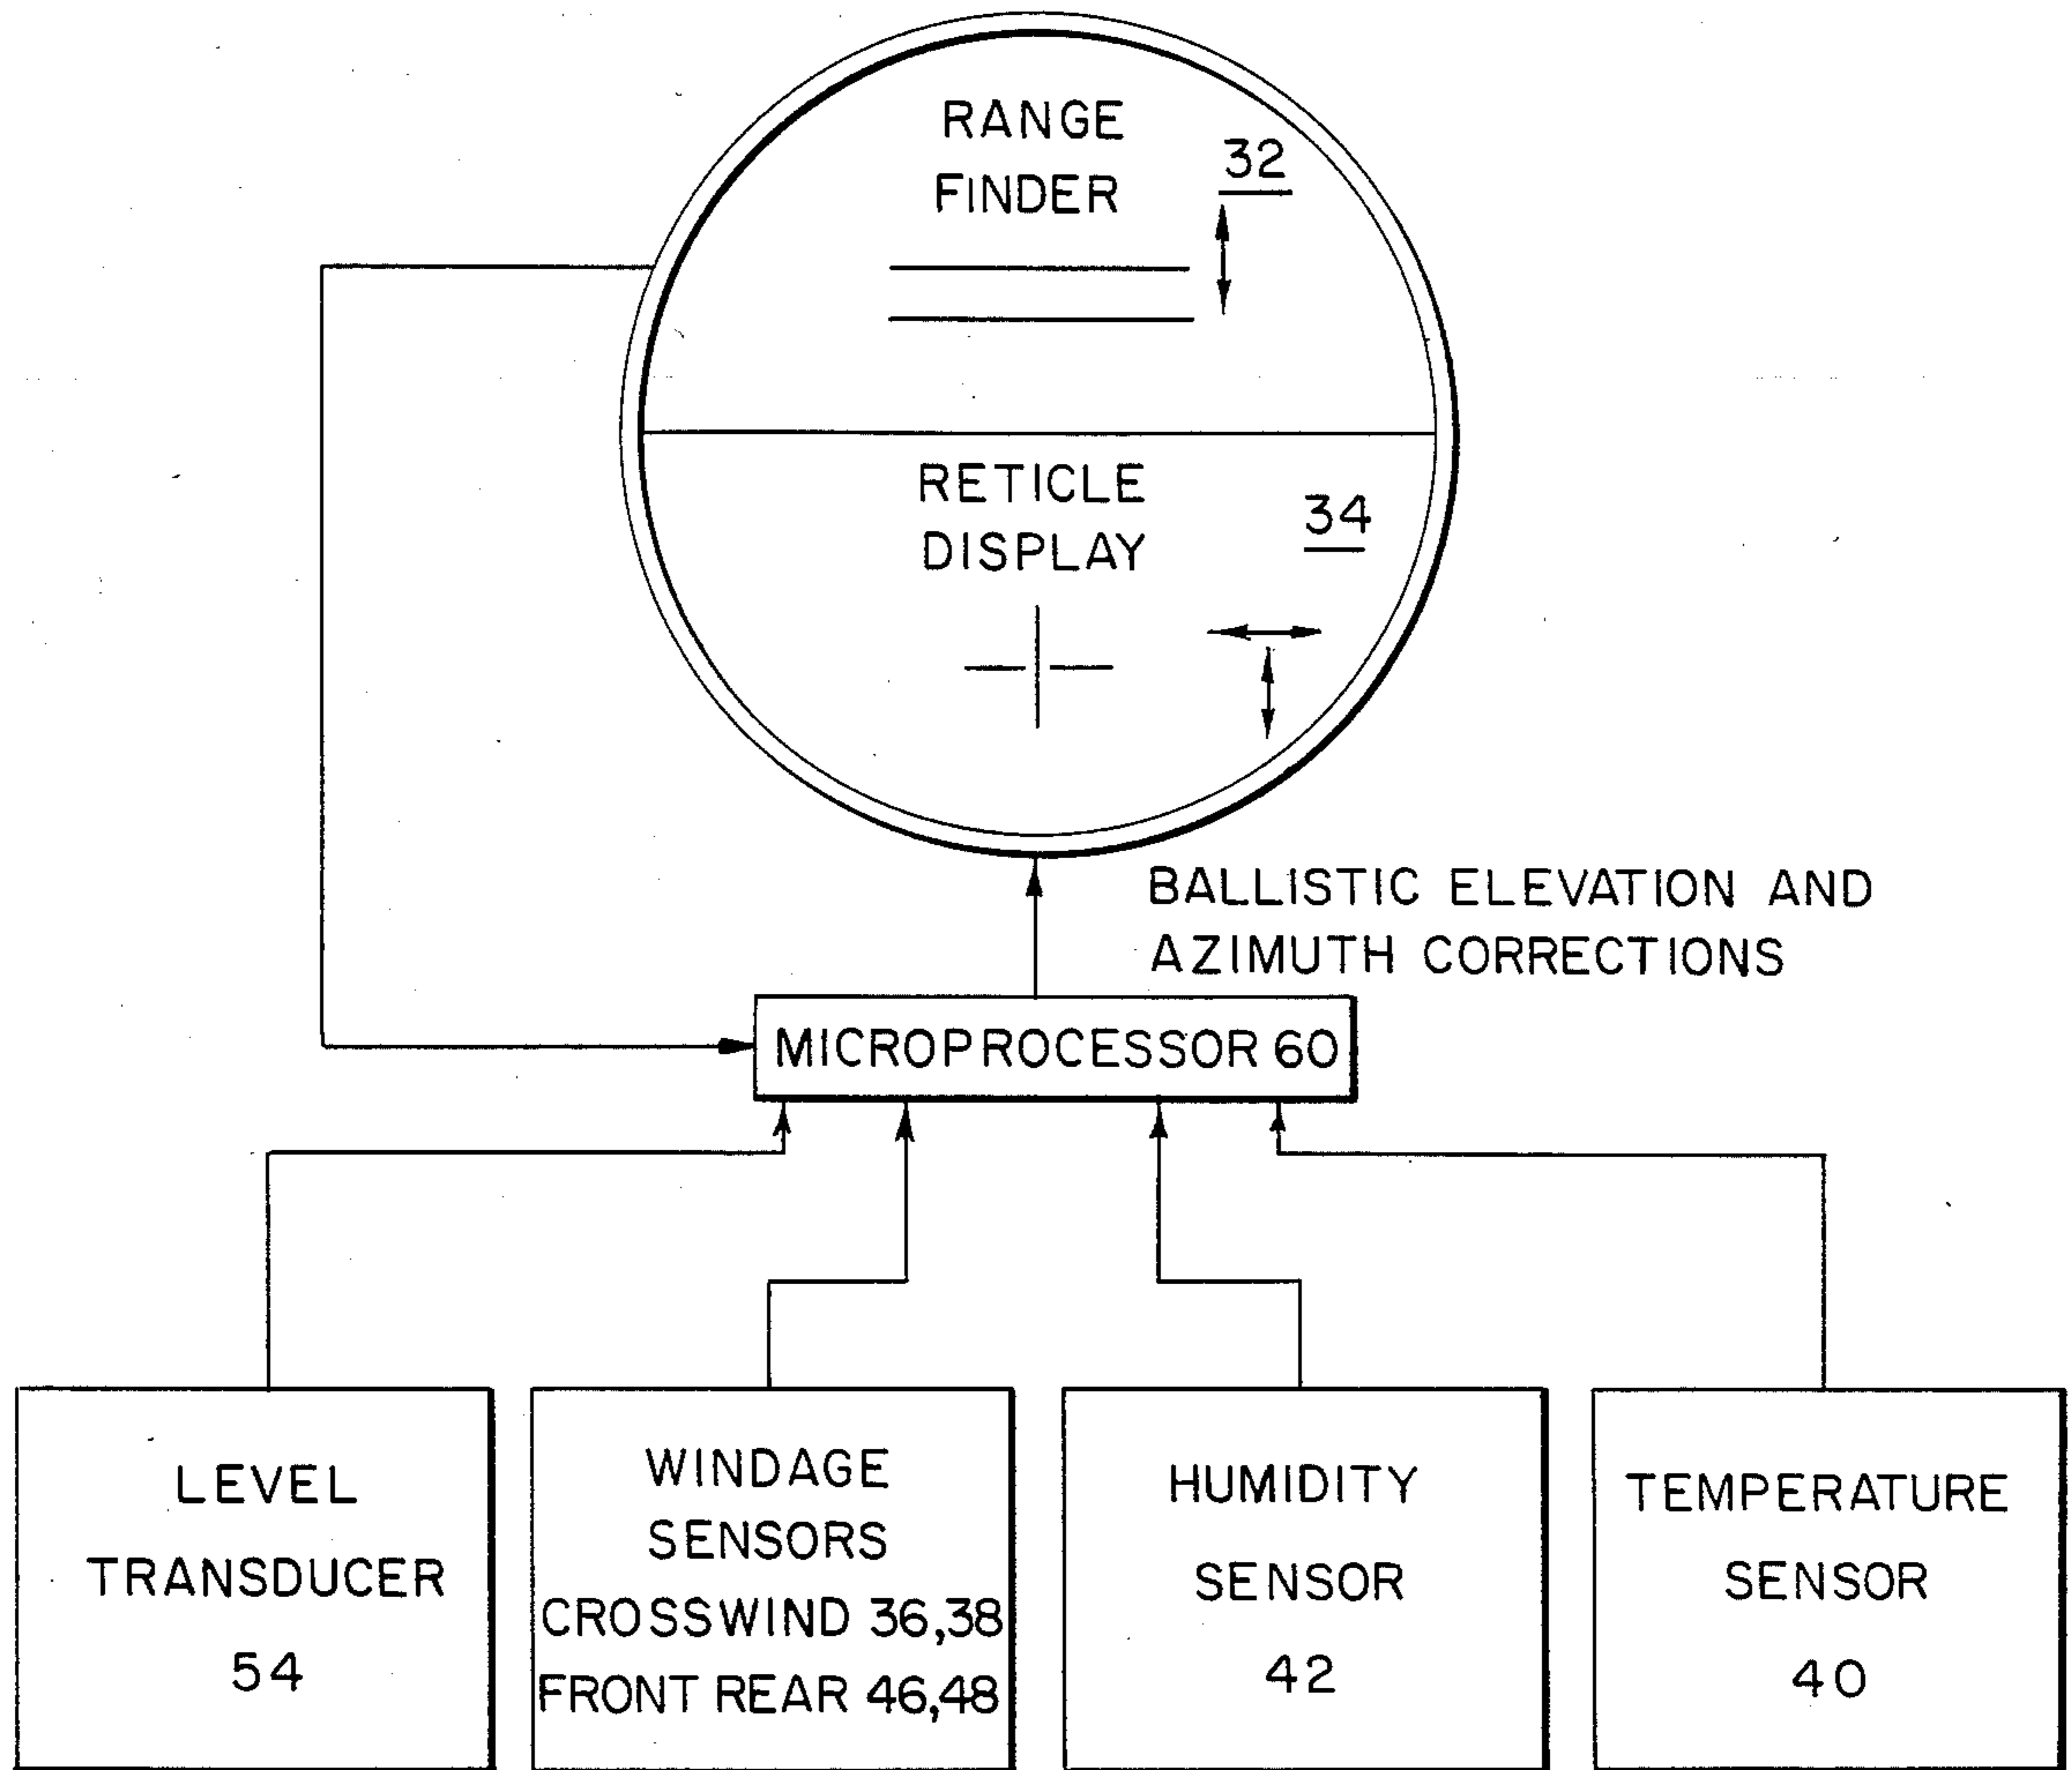 RANGE
FINDER
32
RETICLE
DISPLAY
34
BALLISTIC ELEVATION AND
AZIMUTH CORRECTIONS
MICROPROCESSOR 60
LEVEL
TRANSDUCER
54
WINDAGE
SENSORS
CROSSWIND 36,38
FRONT REAR 46,48
HUMIDITY
SENSOR
42
TEMPERATURE
SENSOR
40